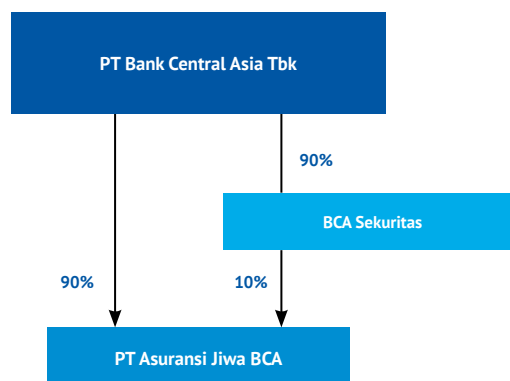 PT Bank Central Asia Tbk
90%
BCA Sekuritas
90%
10%
PT Asuransi Jiwa BCA